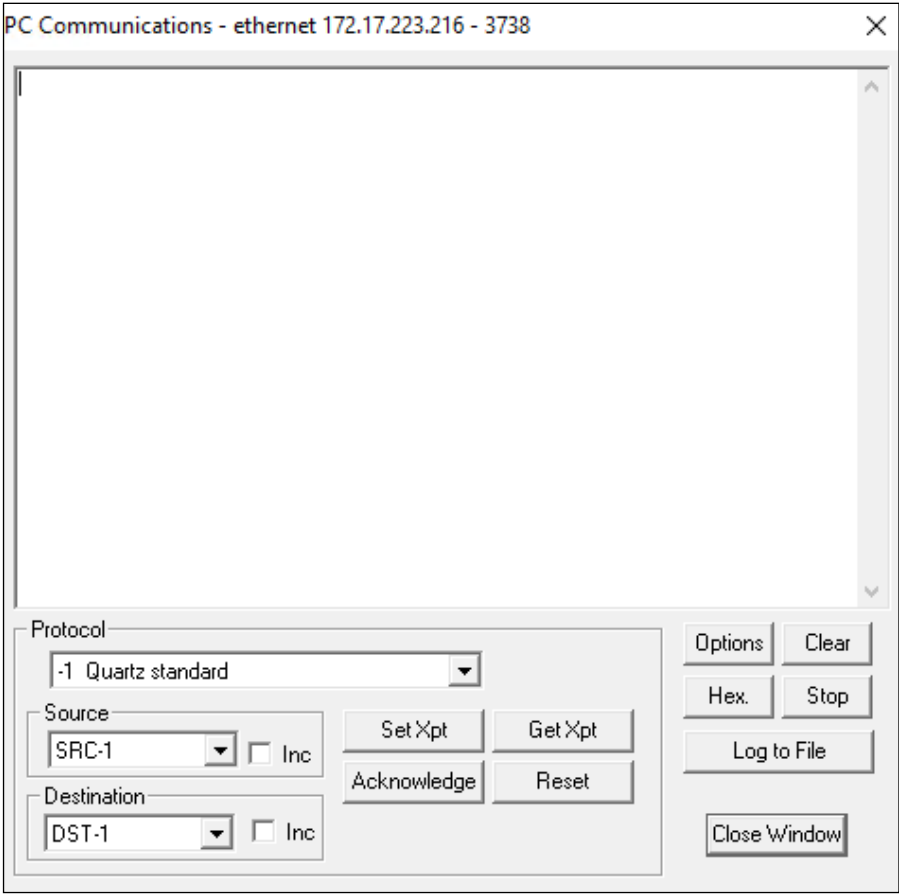 PC Communications - ethernet 172.17.223.216 - 3738
Protocol
-1 Quartz standard
Source
SRC-1
Inc
Destination
DST-1
Inc
Set Xpt
Get Xpt
Acknowledge
Reset
Options
Clear
Hex.
Stop
Log to File
Close Window